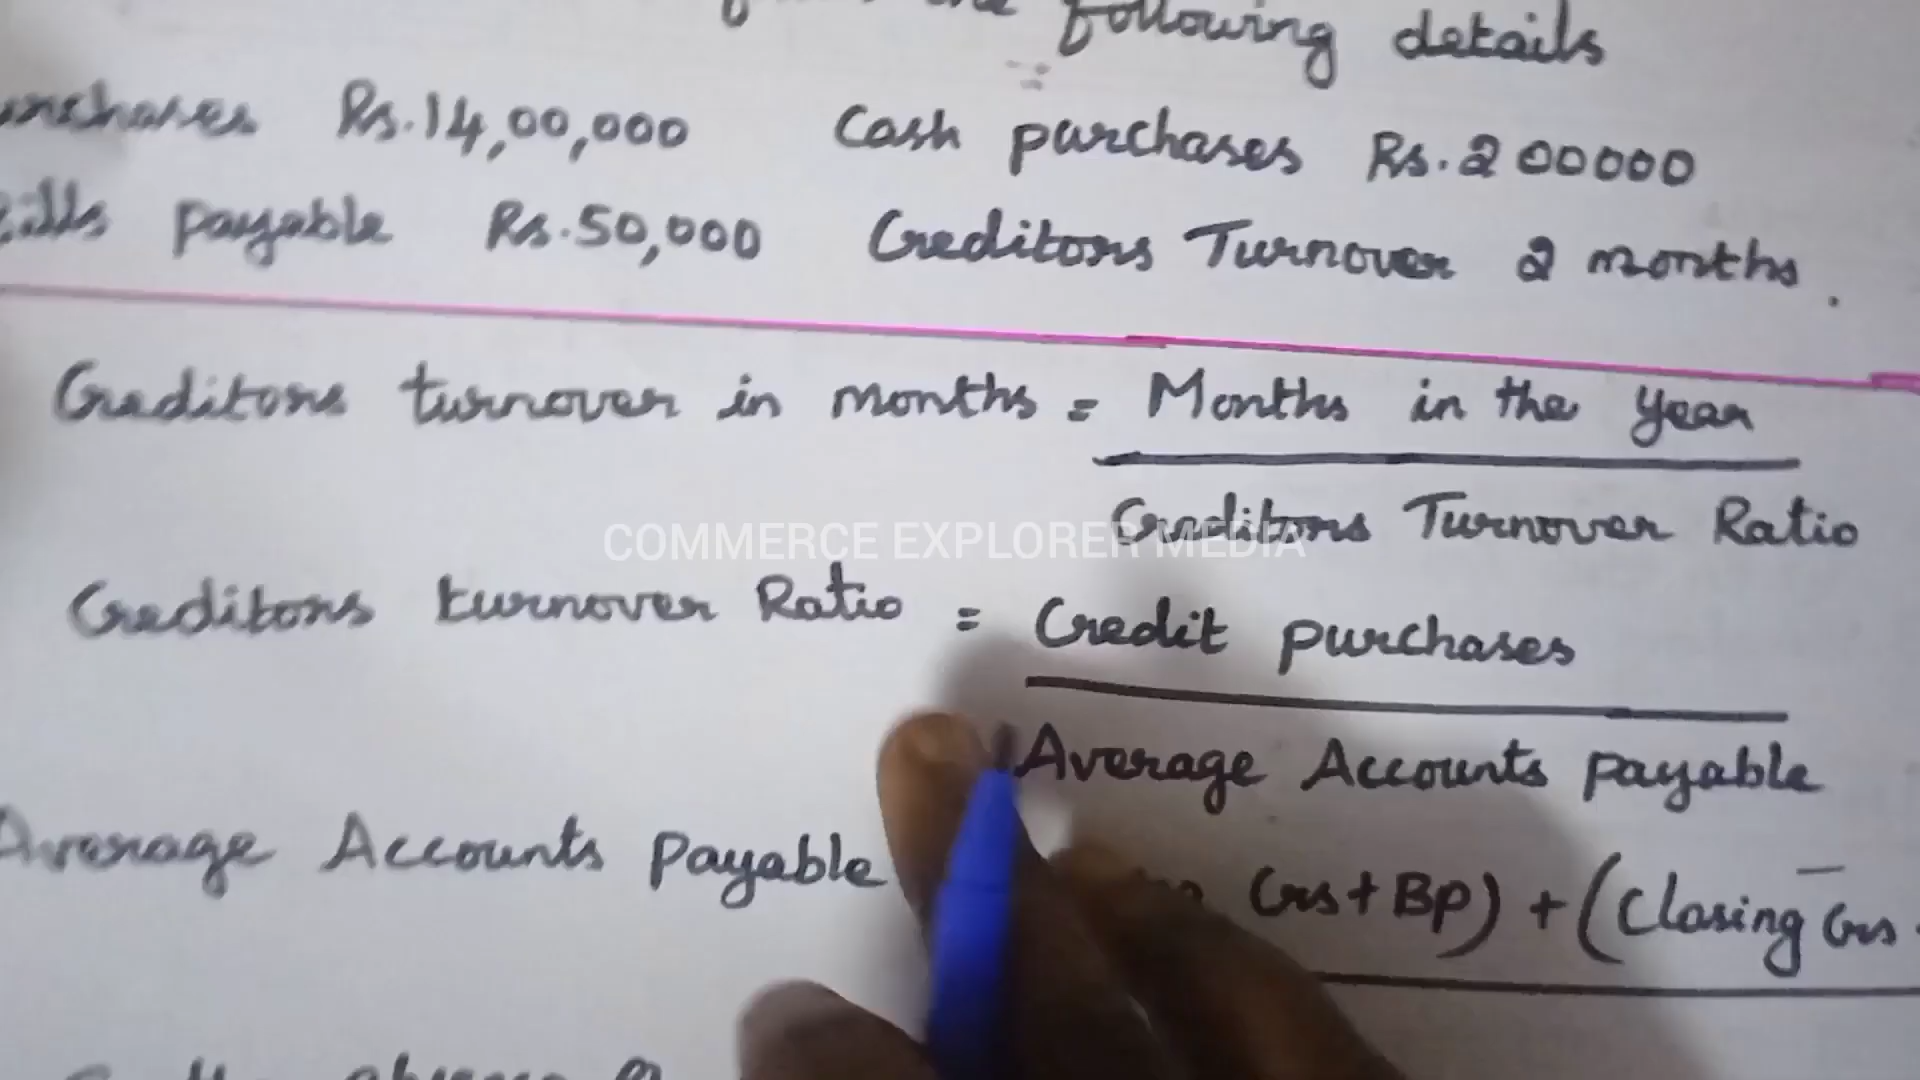 following details
Rs.14,00,000 Cash purchases Rs.200000
Bills payable Rs.50,000 Creditors Turnover 2 months.
Creditors turnover in months = Months in the year
Creditors Turnover Ratio
COMMERCE EXPLORER MEDIA
Creditors turnover Ratio = Credit purchases
Average Accounts payable
Average Accounts payable Crs + BP) + (Closing Crs
absence